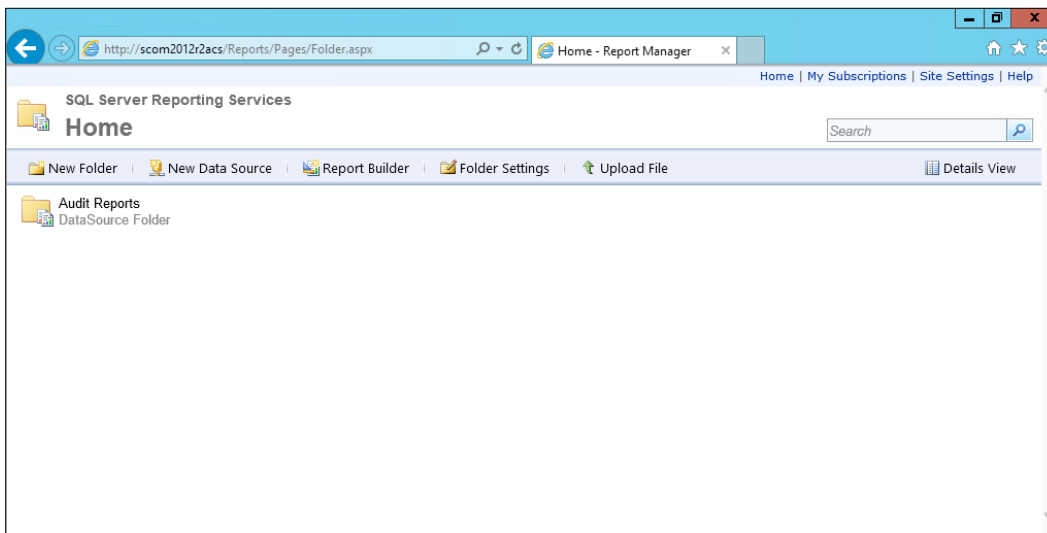 http://scom2012r2acs/Reports/Pages/Folder.aspx
Home - Report Manager
Home | My Subscriptions | Site Settings | Help
SQL Server Reporting Services
Home
Search
New Folder | New Data Source | Report Builder | Folder Settings | Upload File
Details View
Audit Reports
DataSource Folder